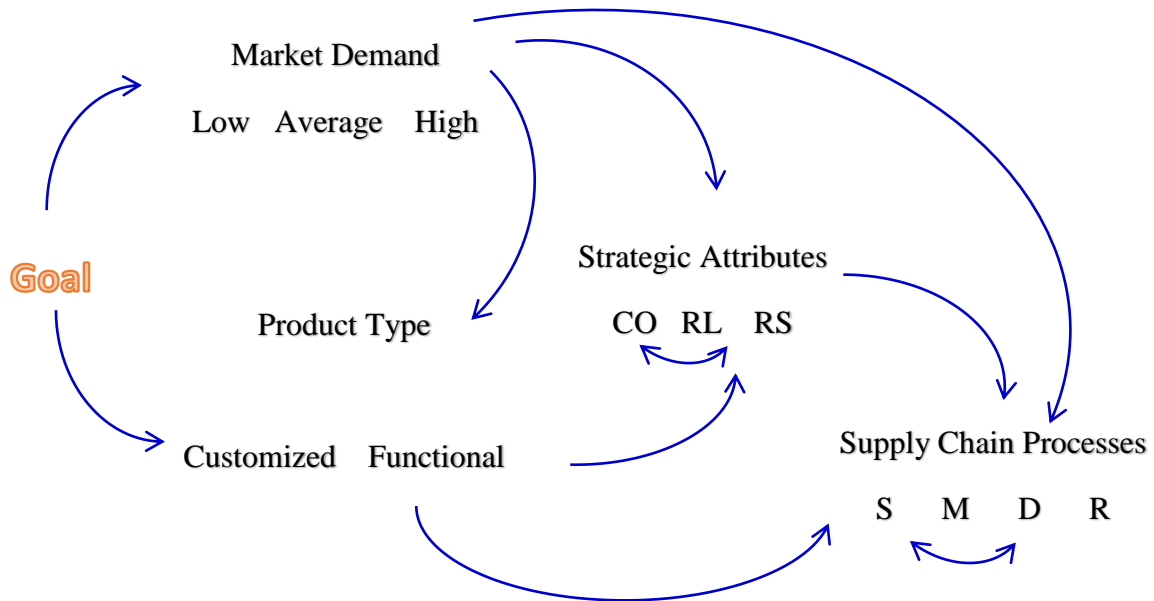 Market Demand
Low Average High
Goal
Strategic Attributes
Product Type
CO RL RS
Customized Functional
Supply Chain Processes
S M D R